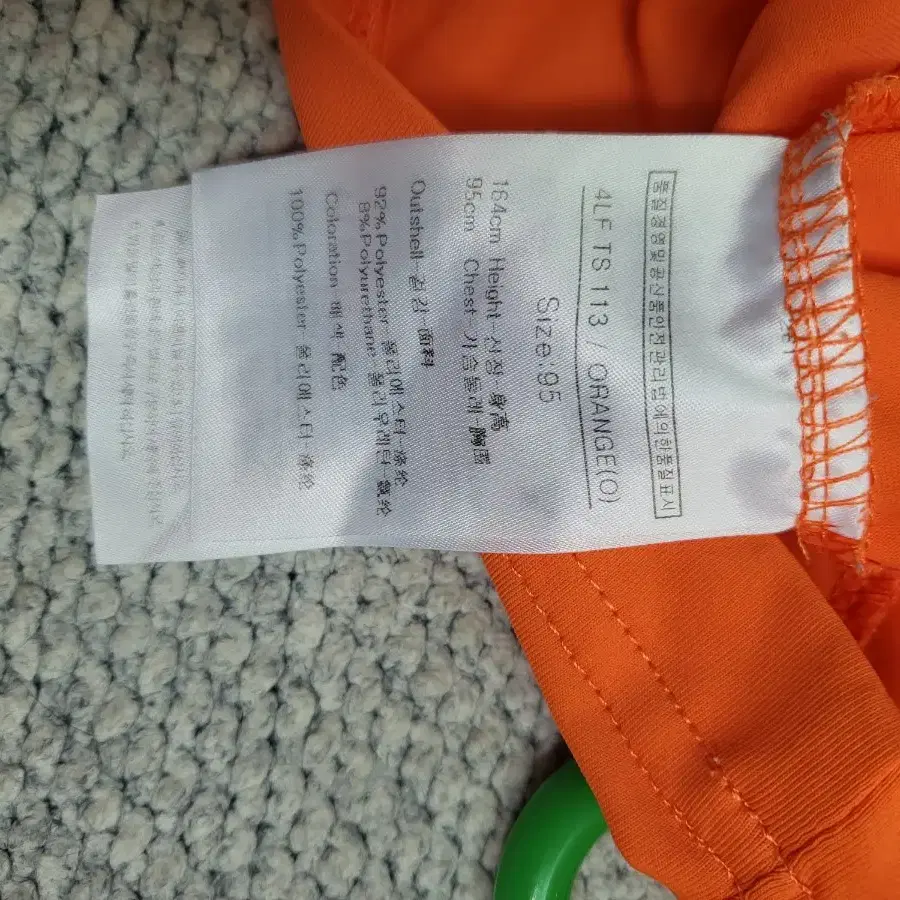 품질경영및공산품안전관리법에의한품질표시
4LF TS 113 / ORANGE(O)
Size:95
164cm Height-신장-身高
95cm Chest-가슴둘레-胸围
Outshell-겉감-面料
92%Polyester-폴리에스터-涤纶
8%Polyurethane-폴리우레탄-氨纶
Coloration-배색-配色
100%Polyester-폴리에스터-涤纶